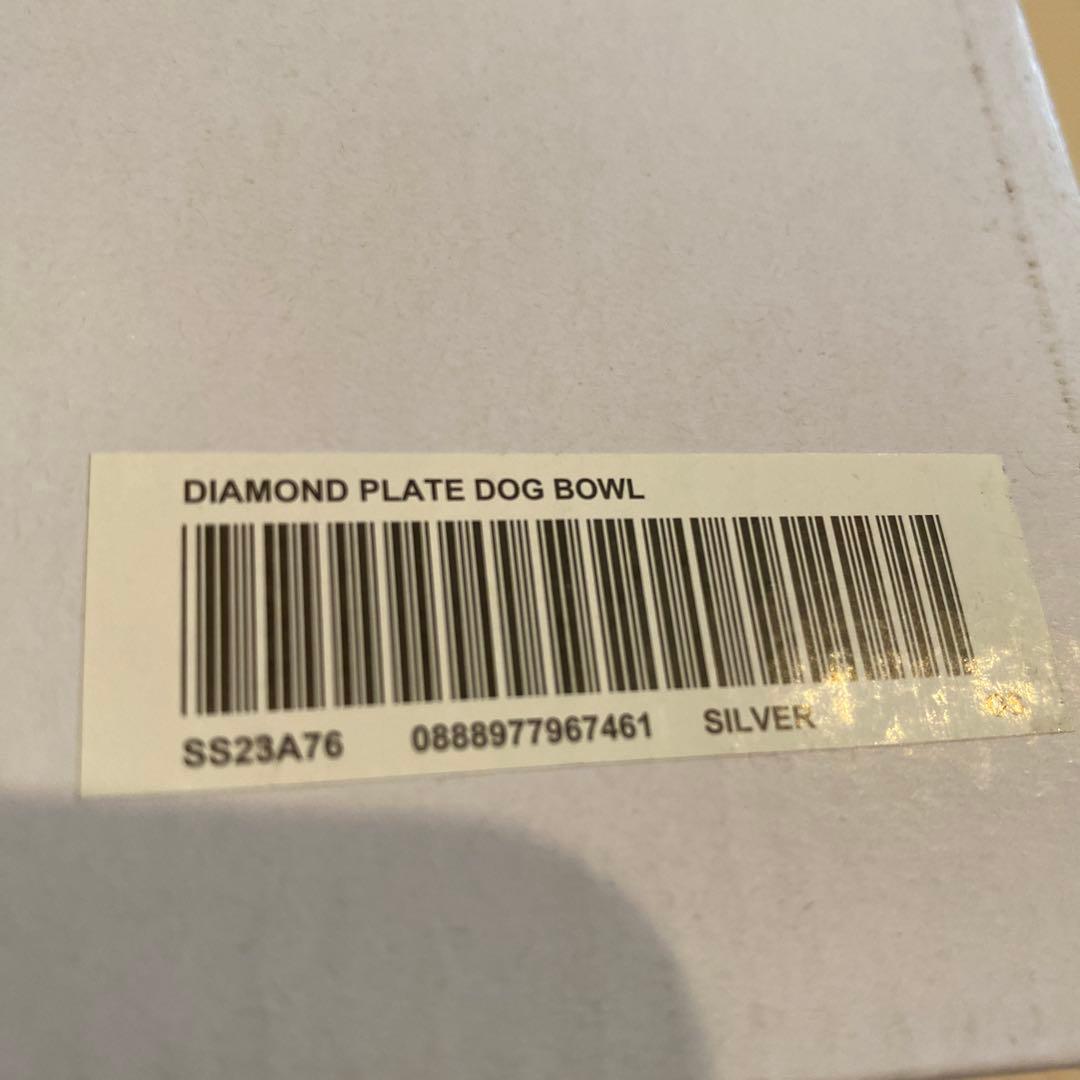 DIAMOND PLATE DOG BOWL
SS23A76 0888977967461 SILVER